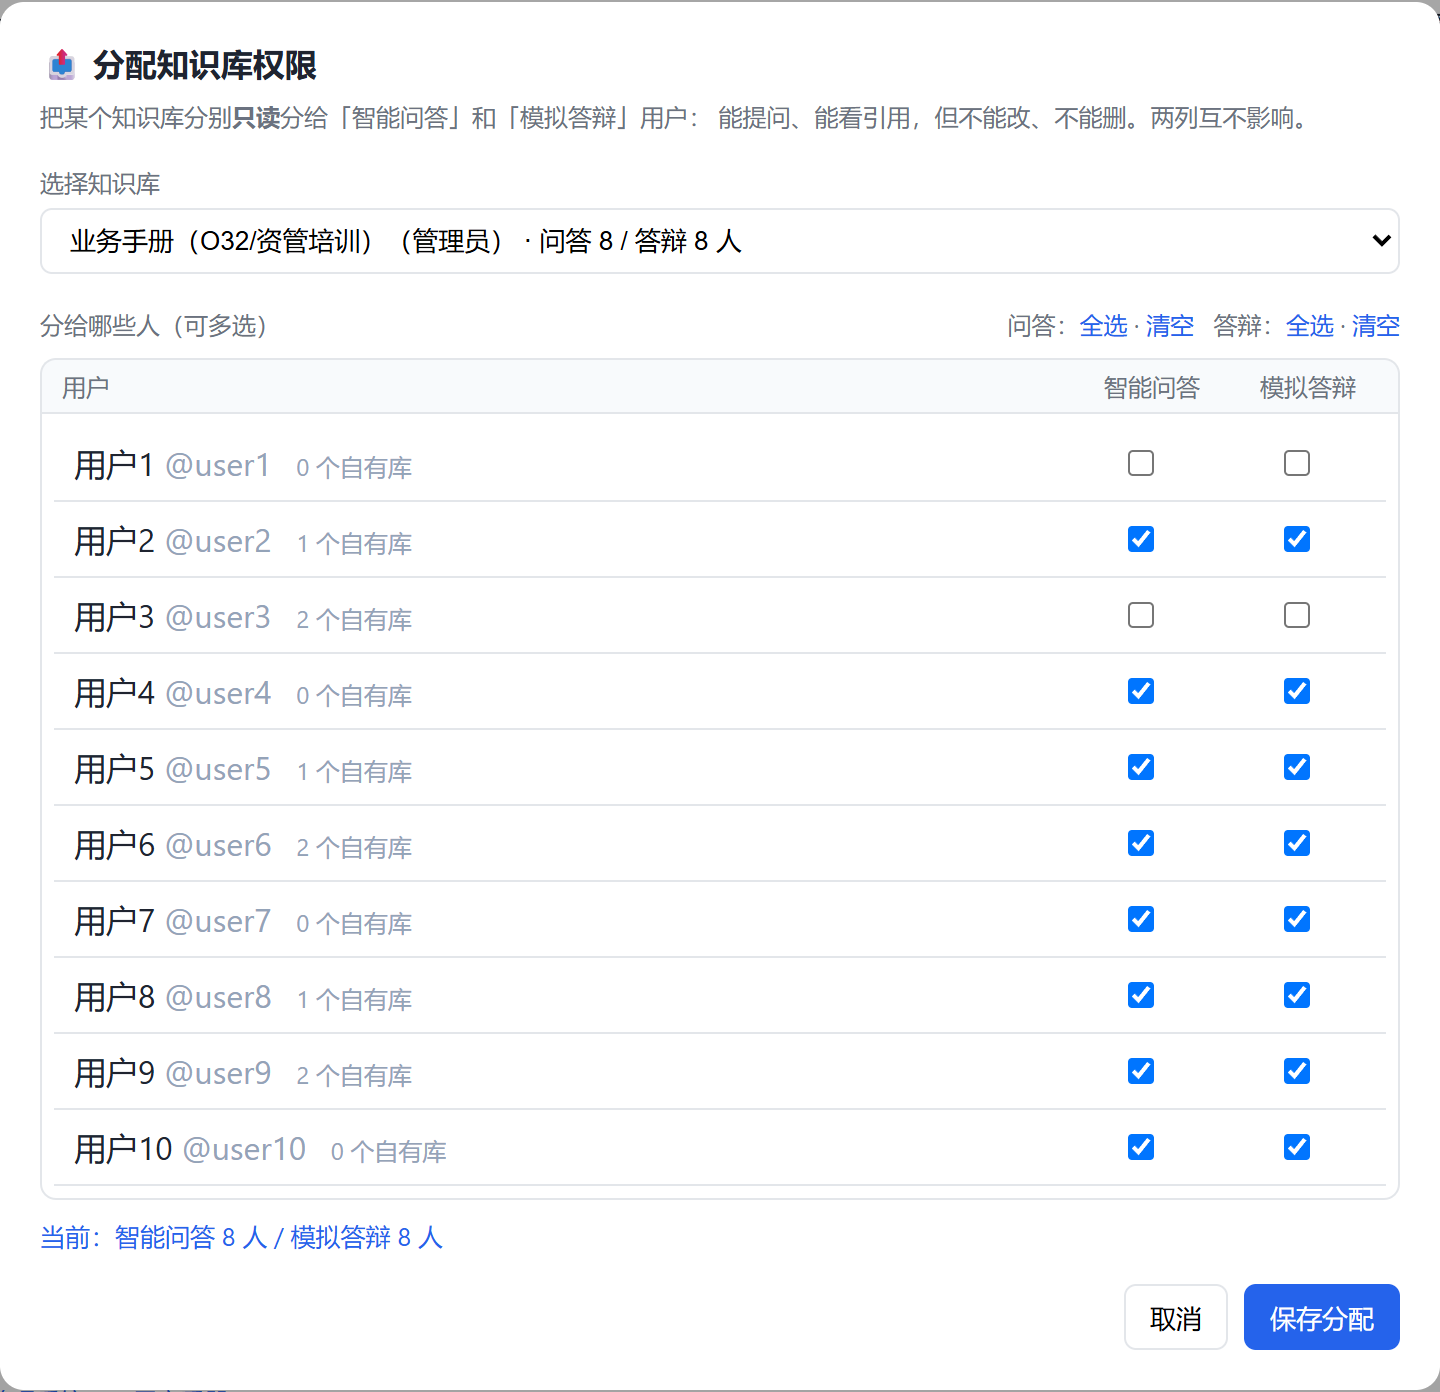 分配知识库权限
把某个知识库分别只读分给「智能问答」和「模拟答辩」用户： 能提问、能看引用，但不能改、不能删。两列互不影响。
选择知识库
业务手册（O32/资管培训）（管理员） · 问答 8 / 答辩 8 人
分给哪些人（可多选） 问答：全选 · 清空 答辩：全选 · 清空
用户 智能问答 模拟答辩
用户1 @user1 0 个自有库
用户2 @user2 1 个自有库
用户3 @user3 2 个自有库
用户4 @user4 0 个自有库
用户5 @user5 1 个自有库
用户6 @user6 2 个自有库
用户7 @user7 0 个自有库
用户8 @user8 1 个自有库
用户9 @user9 2 个自有库
用户10 @user10 0 个自有库
当前：智能问答 8 人 / 模拟答辩 8 人
取消 保存分配